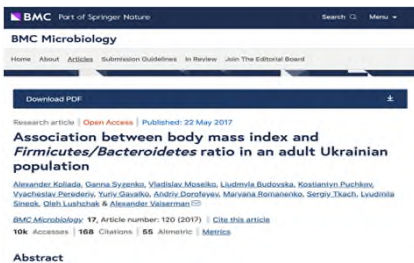 BMC Part of Springer Nature Search Menu
BMC Microbiology
Home About Articles Submission Guidelines In Review Join The Editorial Board
Download PDF
Research article | Open Access | Published: 22 May 2017
Association between body mass index and
Firmicutes/Bacteroidetes ratio in an adult Ukrainian
population
Alexander Koliada, Ganna Syzenko, Vladislav Moseiko, Liudmyla Budovska, Kostiantyn Puchkov,
Vyacheslav Perederiy, Yuriy Gavalko, Andriy Dorofeyev, Maryana Romanenko, Sergiy Tkach, Lyudmila
Sineok, Oleh Lushchak & Alexander Vaiserman
BMC Microbiology 17, Article number: 120 (2017) | Cite this article
10k Accesses | 168 Citations | 55 Altmetric | Metrics
Abstract